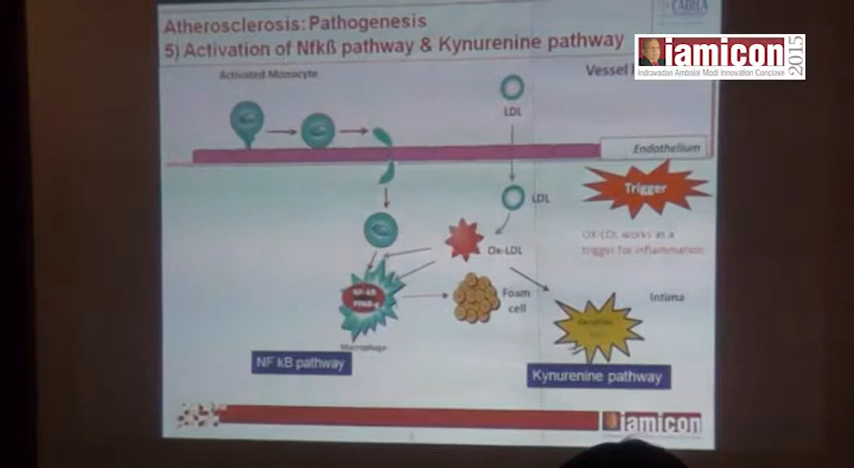 Atherosclerosis: Pathogenesis
5) Activation of Nfkß pathway & Kynurenine pathway
CADILA
iamicon
2015
Indravadan Ambalal Modi Innovation Conclave
Activated Monocyte
Vessel
LDL
Endothelium
Trigger
LDL
OX-LDL works as a
trigger for inflammation
Ox-LDL
Foam
cell
Intima
Macrophage
NF kB pathway
Kynurenine pathway
iamicon